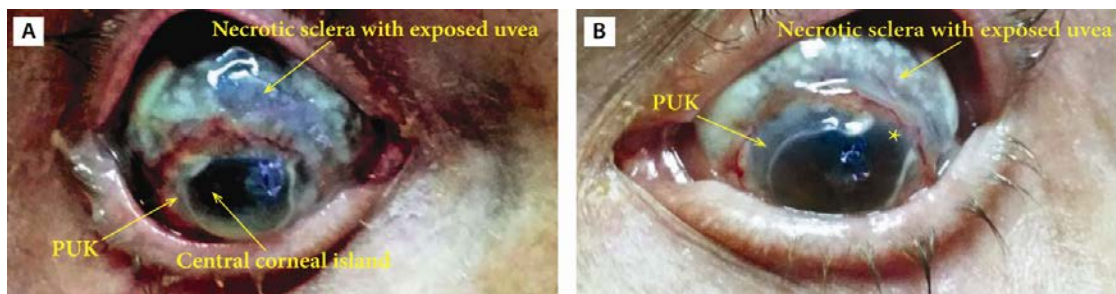 A
Necrotic sclera with exposed uvea
PUK
Central corneal island
B
Necrotic sclera with exposed uvea
PUK
*